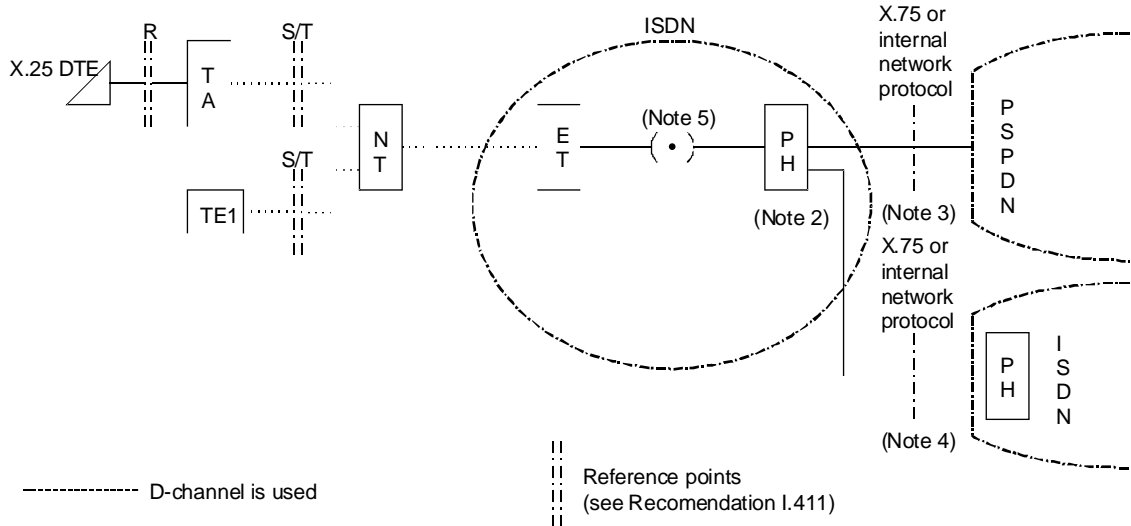 ISDN
X.75 or
internal
network
protocol
R
S/T
X.25 DTE
T
A
(Note 5)
P
S
P
D
N
N
T
E
T
P
H
S/T
TE1
(Note 2)
(Note 3)
X.75 or
internal
network
protocol
P
H
I
S
D
N
(Note 4)
D-channel is used
Reference points
(see Recomendation I.411)